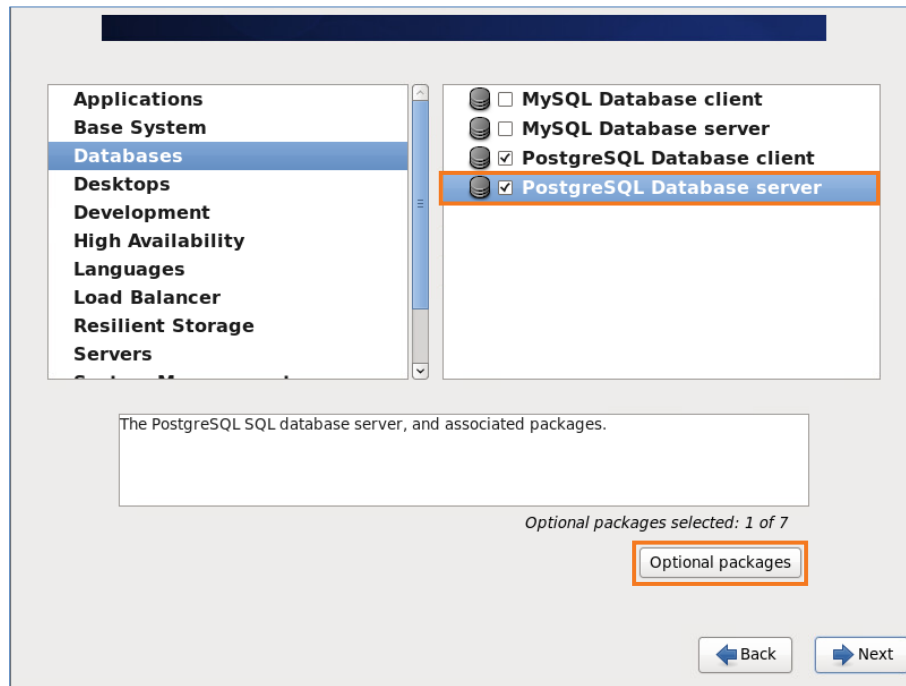 Applications
Base System
Databases
Desktops
Development
High Availability
Languages
Load Balancer
Resilient Storage
Servers
MySQL Database client
MySQL Database server
PostgreSQL Database client
PostgreSQL Database server
The PostgreSQL SQL database server, and associated packages.
Optional packages selected: 1 of 7
Optional packages
Back
Next